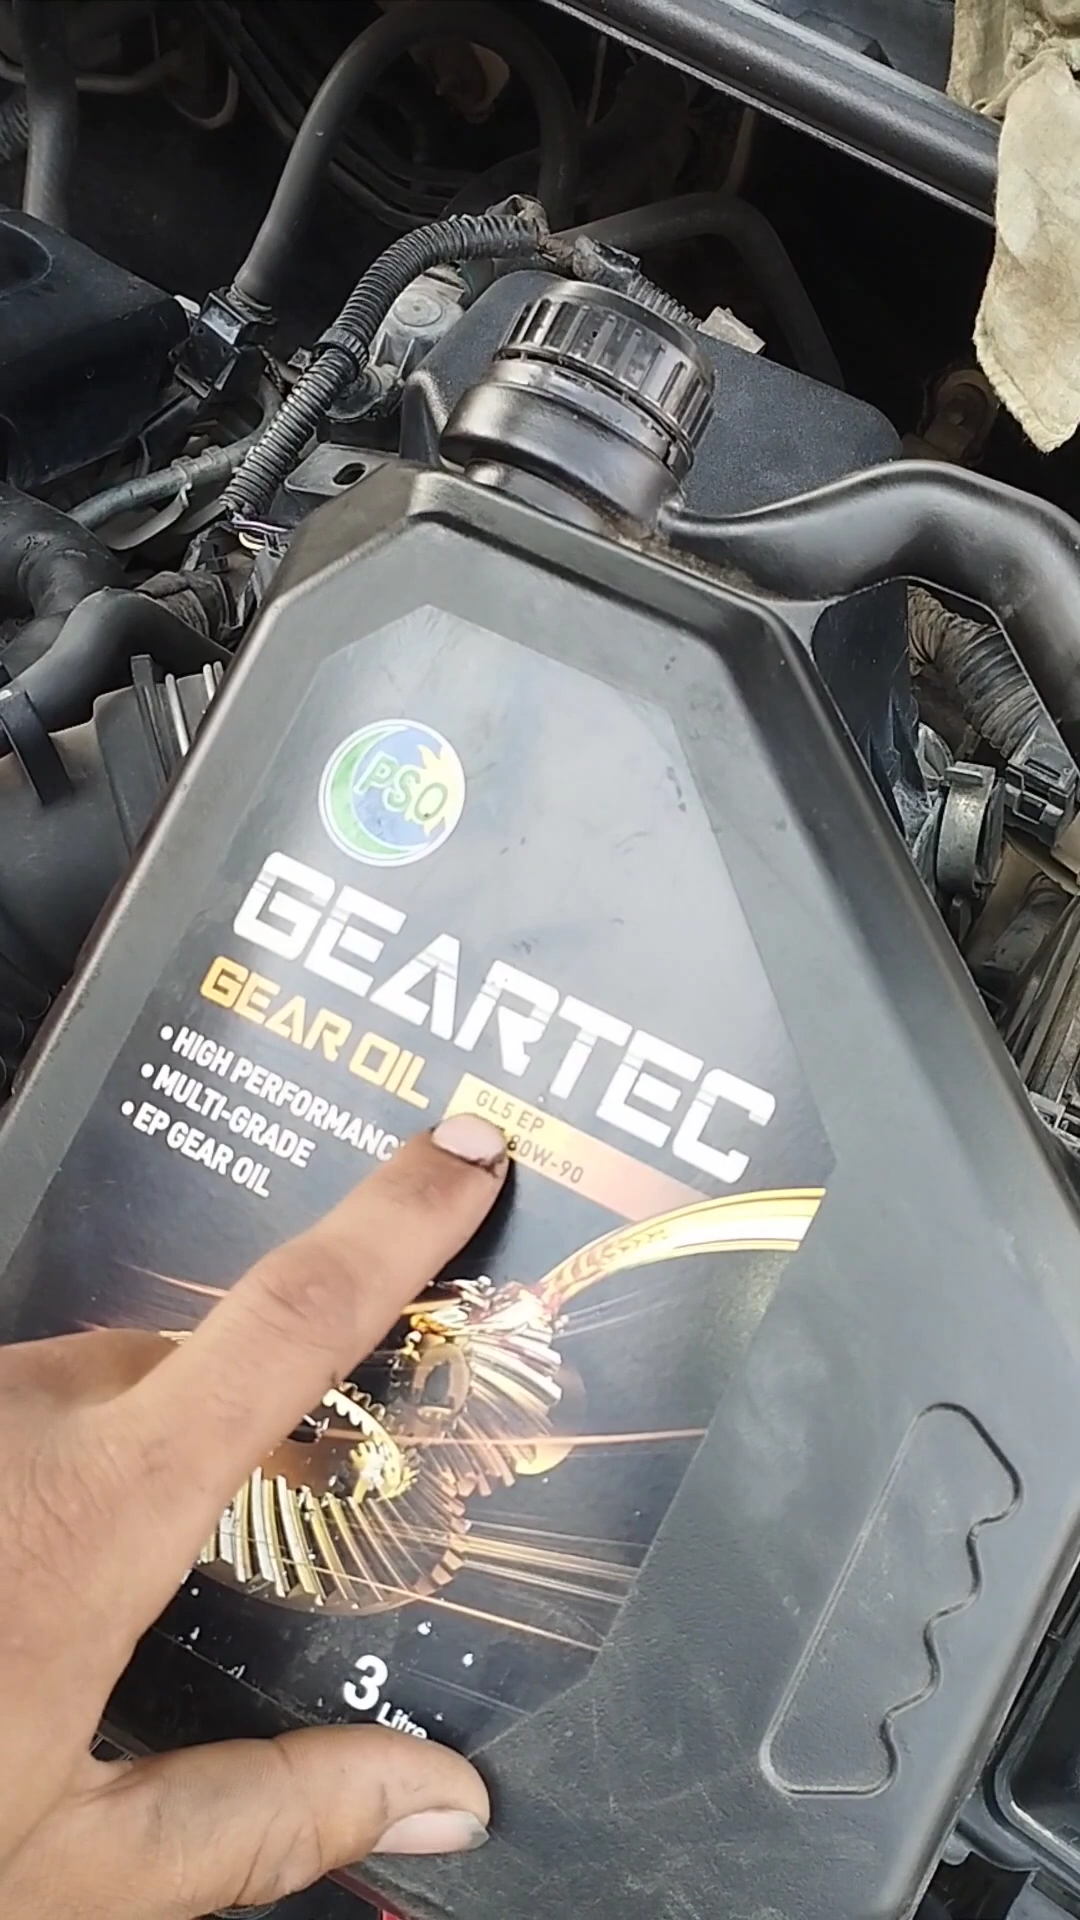 PSO
GEARTEC
GEAR OIL
• HIGH PERFORMANC
• MULTI-GRADE
• EP GEAR OIL
GL5 EP
80W-90
3 Litre